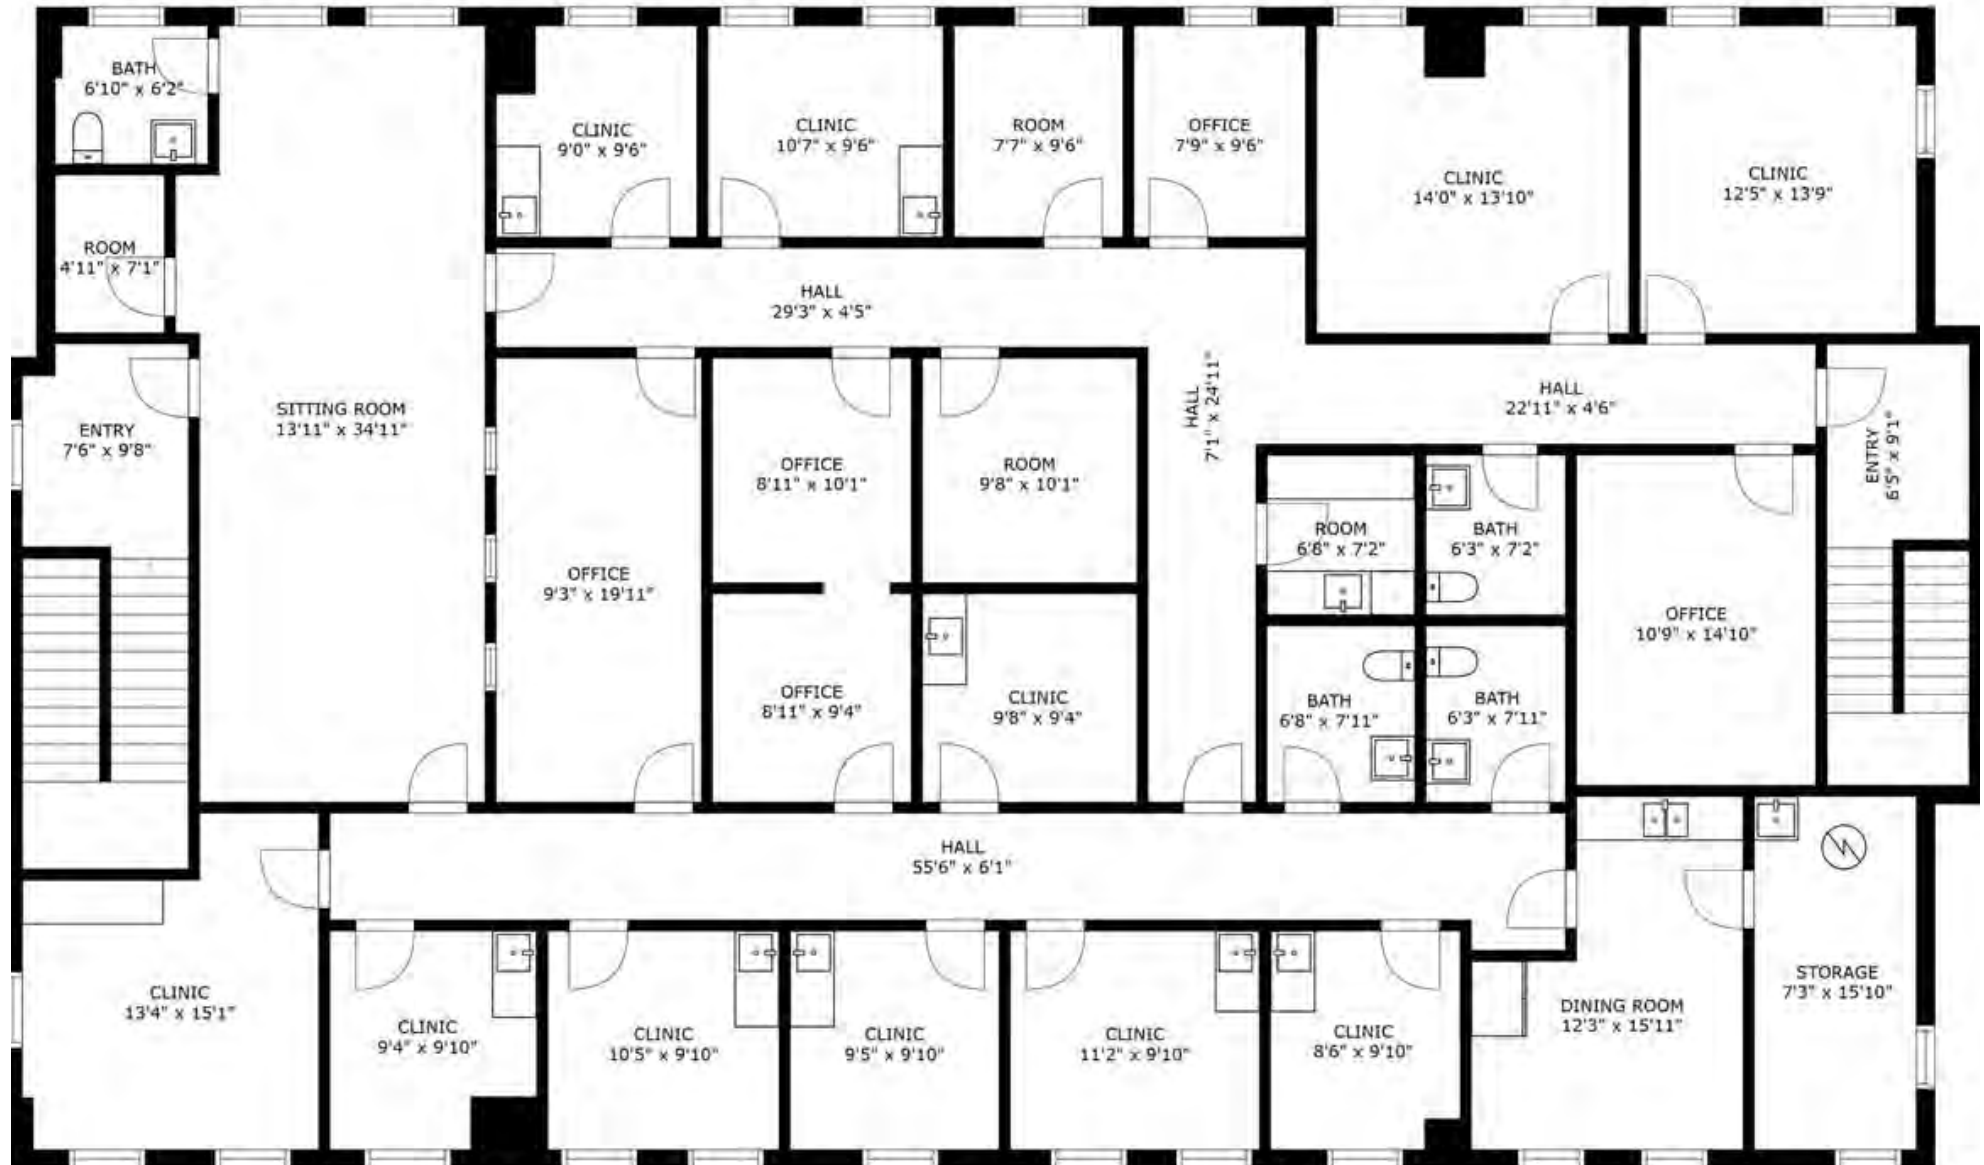 BATH
6'10" x 6'2"
CLINIC
9'0" x 9'6"
CLINIC
10'7" x 9'6"
ROOM
7'7" x 9'6"
OFFICE
7'9" x 9'6"
CLINIC
14'0" x 13'10"
CLINIC
12'5" x 13'9"
ROOM
4'11" x 7'1"
HALL
29'3" x 4'5"
ENTRY
7'6" x 9'8"
SITTING ROOM
13'11" x 34'11"
HALL
7'1" x 24'11"
HALL
22'11" x 4'6"
ENTRY
6'5" x 9'1"
OFFICE
8'11" x 10'1"
ROOM
9'8" x 10'1"
ROOM
6'8" x 7'2"
BATH
6'3" x 7'2"
OFFICE
9'3" x 19'11"
OFFICE
10'9" x 14'10"
OFFICE
8'11" x 9'4"
CLINIC
9'8" x 9'4"
BATH
6'8" x 7'11"
BATH
6'3" x 7'11"
HALL
55'6" x 6'1"
CLINIC
13'4" x 15'1"
CLINIC
9'4" x 9'10"
CLINIC
10'5" x 9'10"
CLINIC
9'5" x 9'10"
CLINIC
11'2" x 9'10"
CLINIC
8'6" x 9'10"
DINING ROOM
12'3" x 15'11"
STORAGE
7'3" x 15'10"